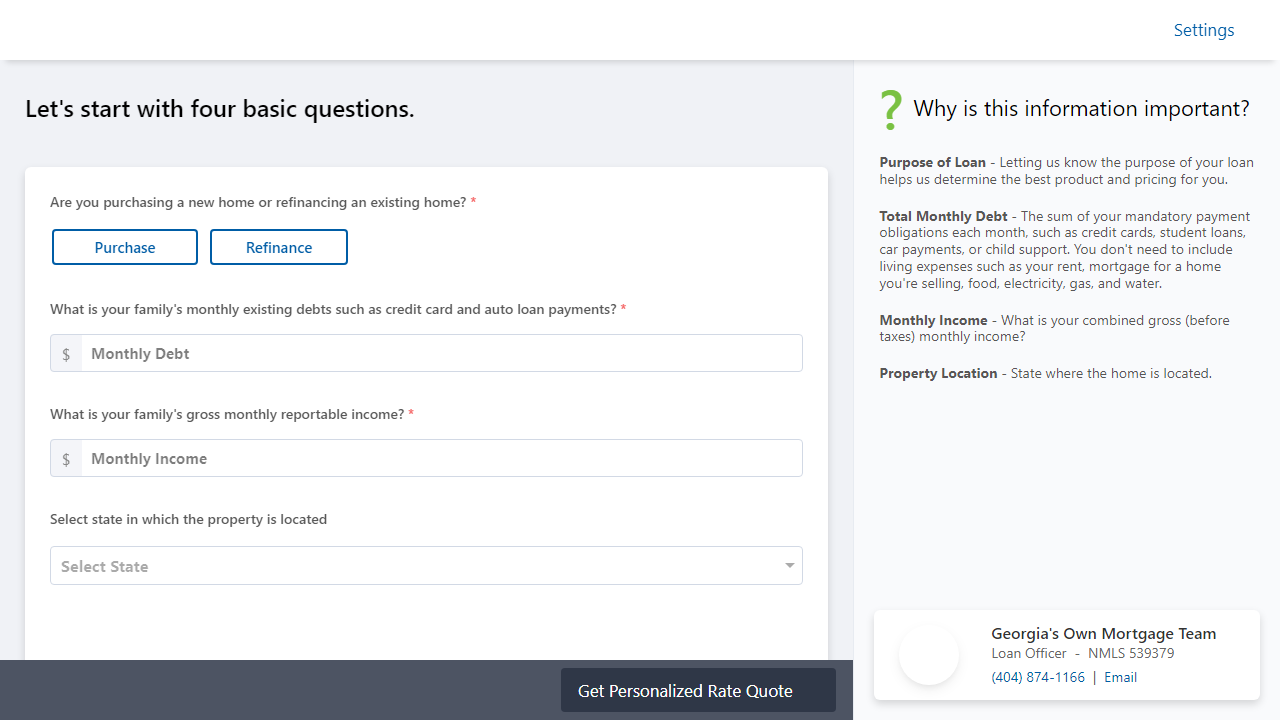 Settings
Let's start with four basic questions.
Are you purchasing a new home or refinancing an existing home? *
Purchase
Refinance
What is your family's monthly existing debts such as credit card and auto loan payments? *
$ Monthly Debt
What is your family's gross monthly reportable income? *
$ Monthly Income
Select state in which the property is located
Select State
Get Personalized Rate Quote
? Why is this information important?
Purpose of Loan - Letting us know the purpose of your loan
helps us determine the best product and pricing for you.
Total Monthly Debt - The sum of your mandatory payment
obligations each month, such as credit cards, student loans,
car payments, or child support. You don't need to include
living expenses such as your rent, mortgage for a home
you're selling, food, electricity, gas, and water.
Monthly Income - What is your combined gross (before
taxes) monthly income?
Property Location - State where the home is located.
Georgia's Own Mortgage Team
Loan Officer - NMLS 539379
(404) 874-1166 | Email